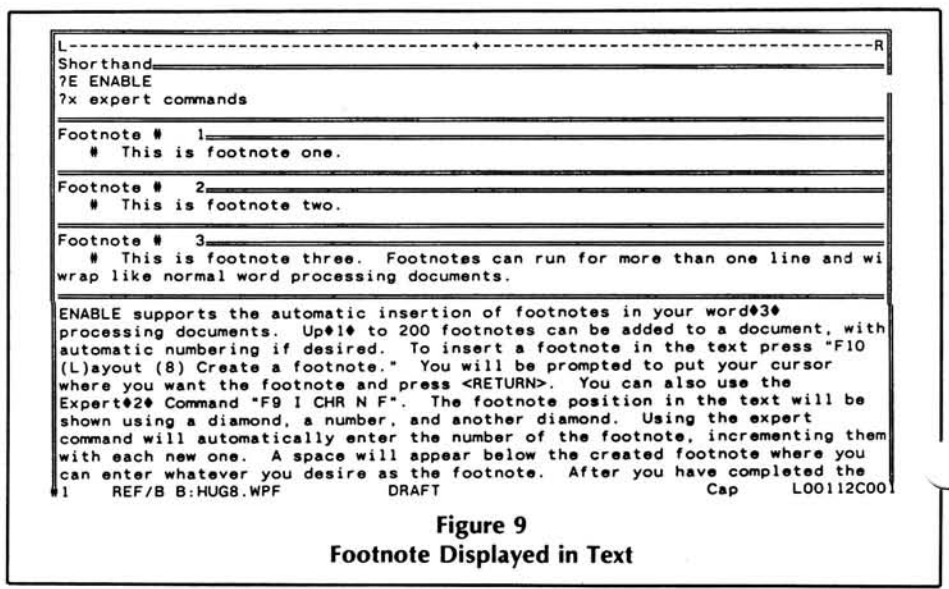 L---------------------------------------+--------------------------------------R
Shorthand
?E ENABLE
?x expert commands
Footnote # 1
# This is footnote one.
Footnote # 2
# This is footnote two.
Footnote # 3
# This is footnote three. Footnotes can run for more than one line and wi
wrap like normal word processing documents.
ENABLE supports the automatic insertion of footnotes in your word♦3♦
processing documents. Up♦1♦ to 200 footnotes can be added to a document, with
automatic numbering if desired. To insert a footnote in the text press "F10
(L)ayout (8) Create a footnote." You will be prompted to put your cursor
where you want the footnote and press <RETURN>. You can also use the
Expert♦2♦ Command "F9 I CHR N F". The footnote position in the text will be
shown using a diamond, a number, and another diamond. Using the expert
command will automatically enter the number of the footnote, incrementing them
with each new one. A space will appear below the created footnote where you
can enter whatever you desire as the footnote. After you have completed the
#1 REF/B B:HUG8.WPF DRAFT Cap L00112C001
Figure 9
Footnote Displayed in Text